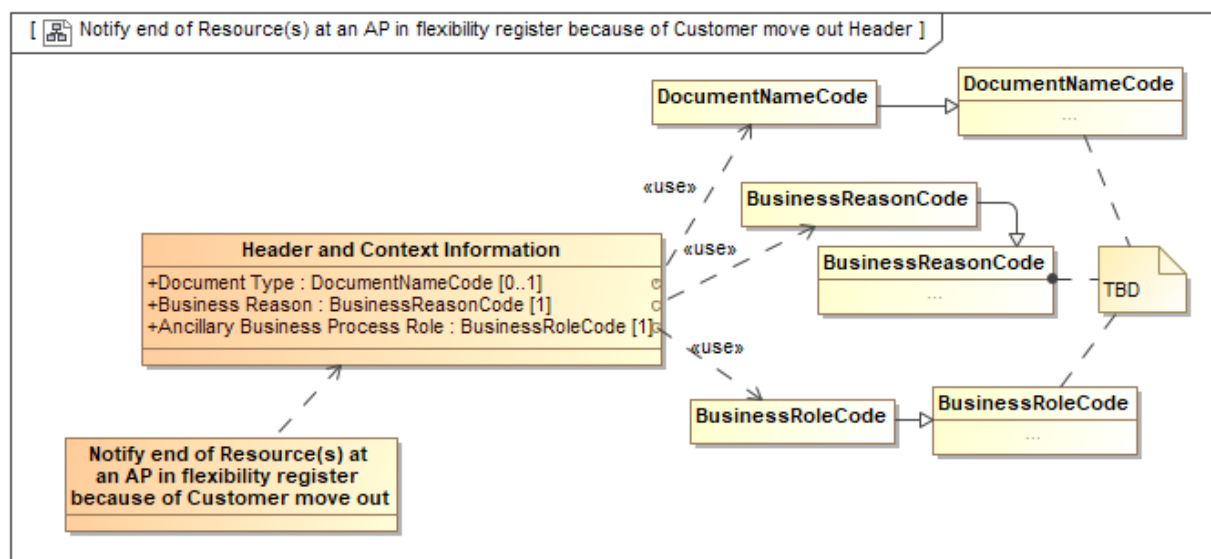 [ Notify end of Resource(s) at an AP in flexibility register because of Customer move out Header ]
DocumentNameCode
DocumentNameCode
...
«use»
BusinessReasonCode
«use»
Header and Context Information
+Document Type : DocumentNameCode [0..1]
+Business Reason : BusinessReasonCode [1]
+Ancillary Business Process Role : BusinessRoleCode [1]
BusinessReasonCode
...
TBD
«use»
BusinessRoleCode
BusinessRoleCode
...
Notify end of Resource(s) at
an AP in flexibility register
because of Customer move out